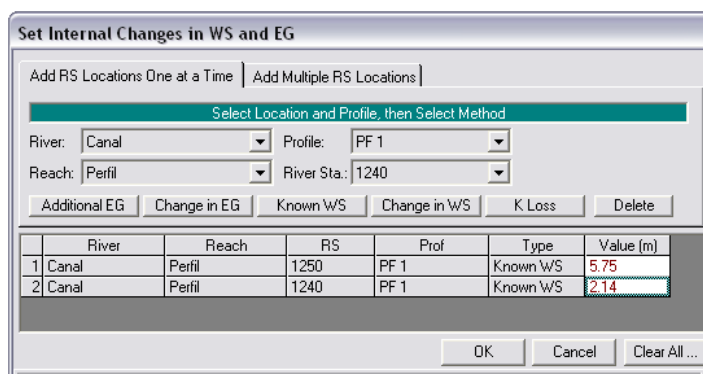 Set Internal Changes in WS and EG
Add RS Locations One at a Time Add Multiple RS Locations
Select Location and Profile, then Select Method
River: Canal Profile: PF 1
Reach: Perfil River Sta.: 1240
Additional EG Change in EG Known WS Change in WS K Loss Delete
River Reach RS Prof Type Value (m)
1 Canal Perfil 1250 PF 1 Known WS 5.75
2 Canal Perfil 1240 PF 1 Known WS 2.14
OK Cancel Clear All ...